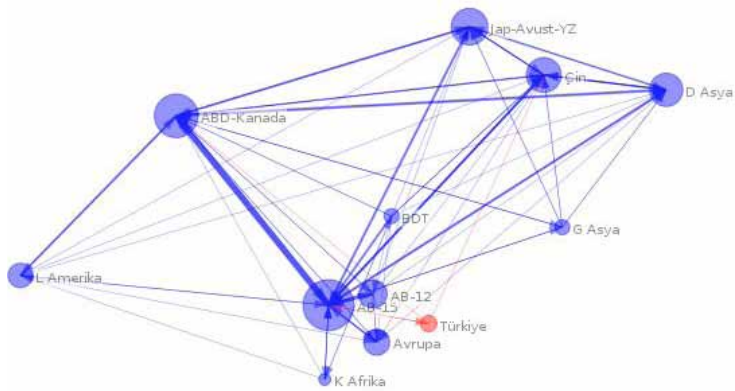 Jap-Avust-YZ
Çin
D Asya
ABD-Kanada
BDT
G Asya
L Amerika
AB-12
AB-15
Türkiye
Avrupa
K Afrika